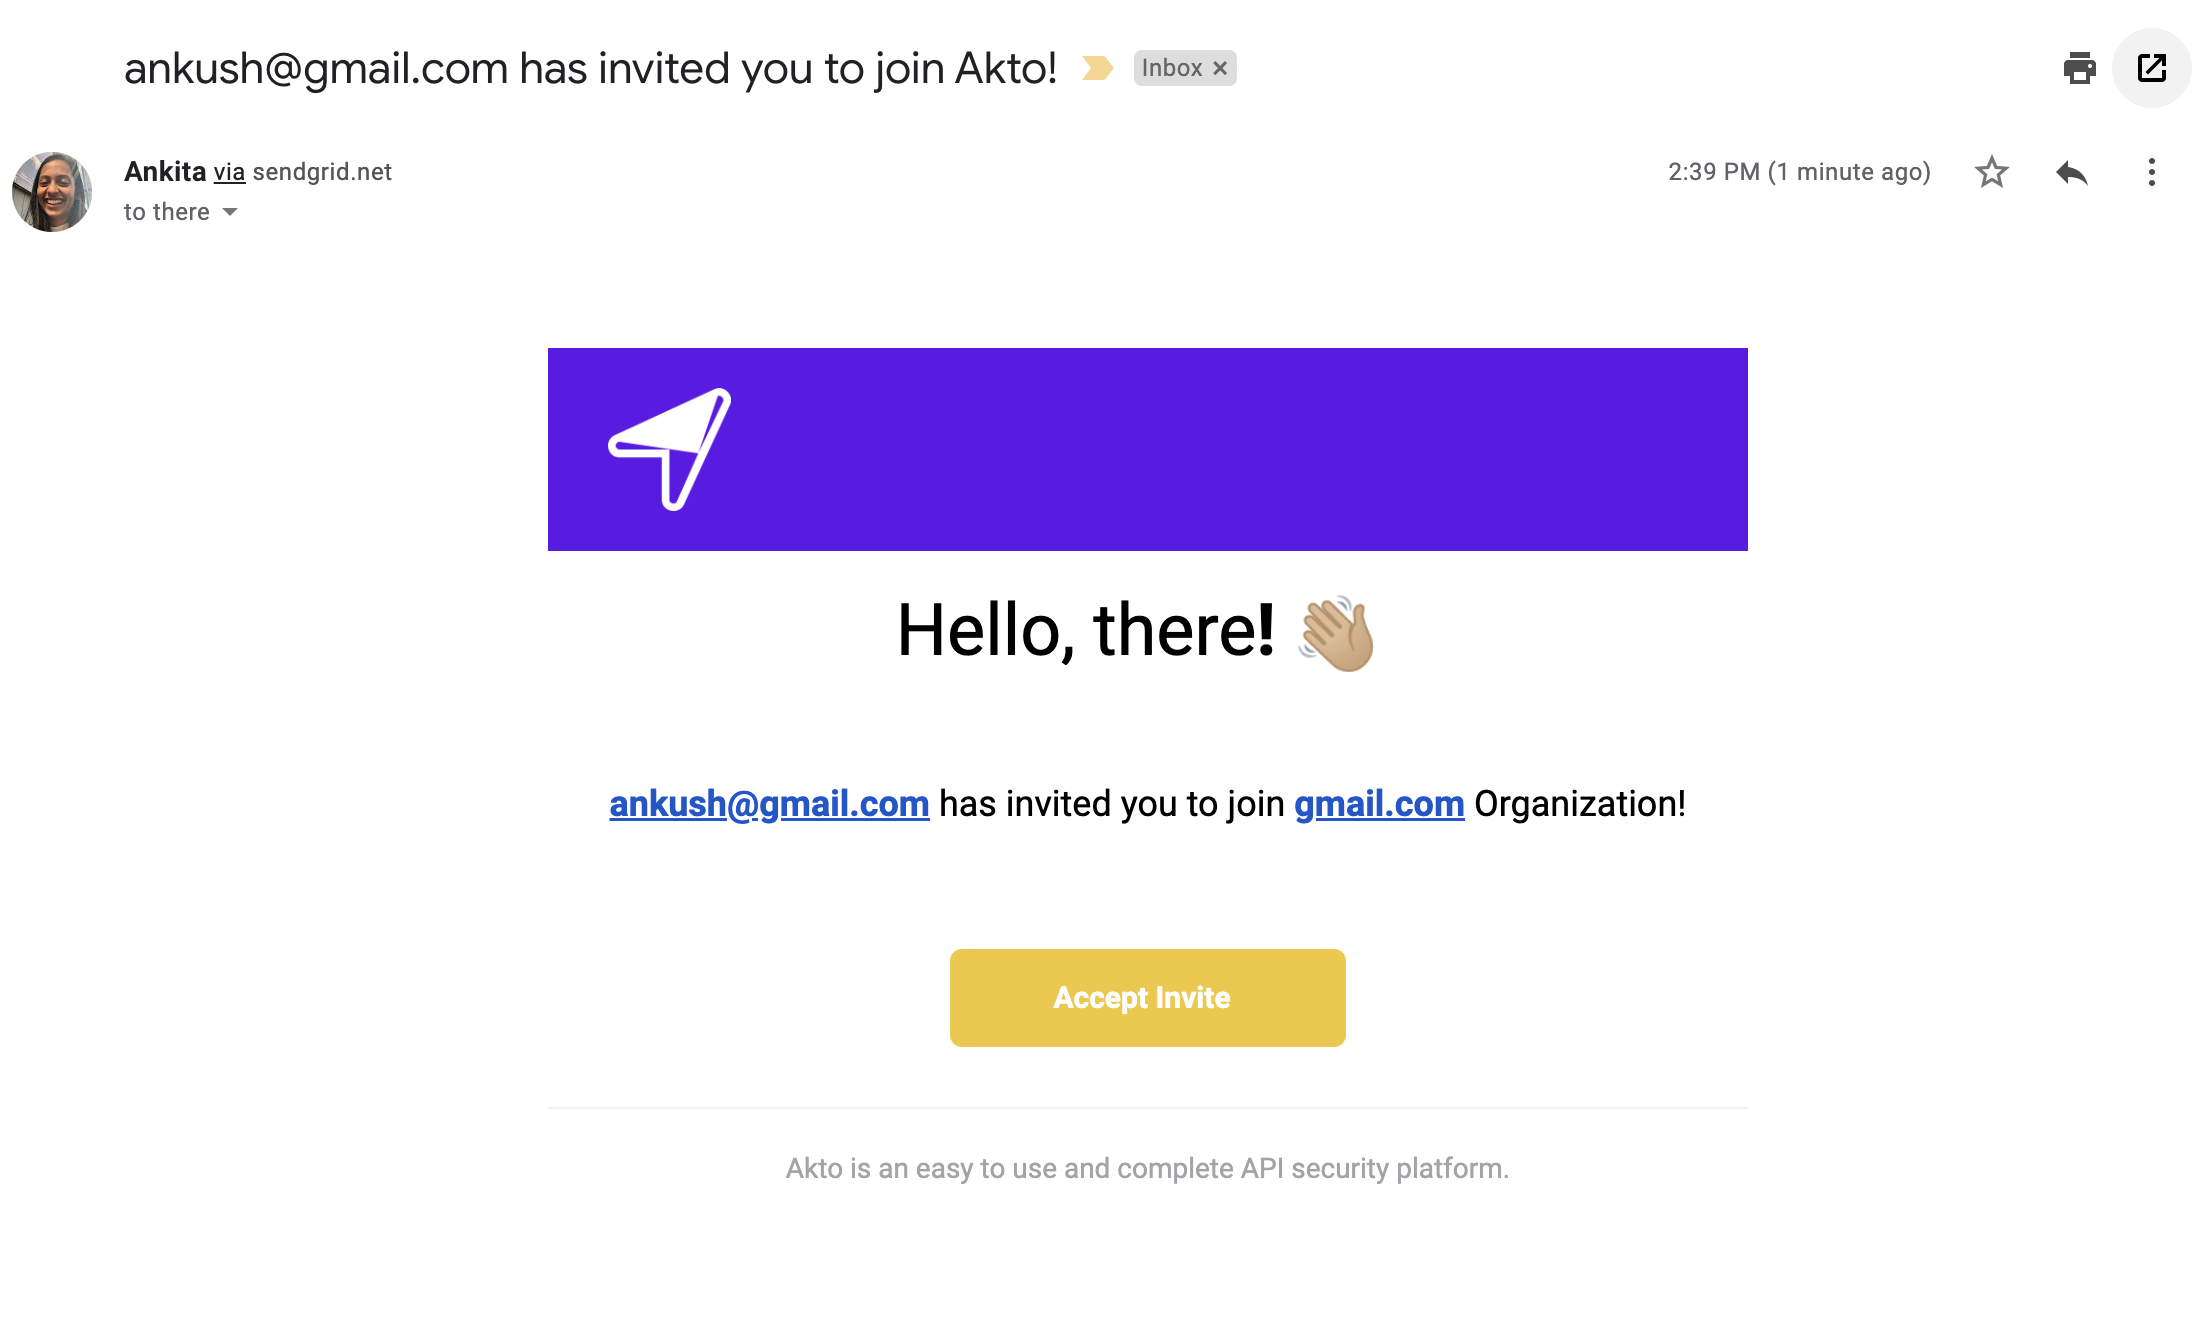 ankush@gmail.com has invited you to join Akto! Inbox ×
Ankita via sendgrid.net 2:39 PM (1 minute ago)
to there
Hello, there! 👋🏼
ankush@gmail.com has invited you to join gmail.com Organization!
Accept Invite
Akto is an easy to use and complete API security platform.